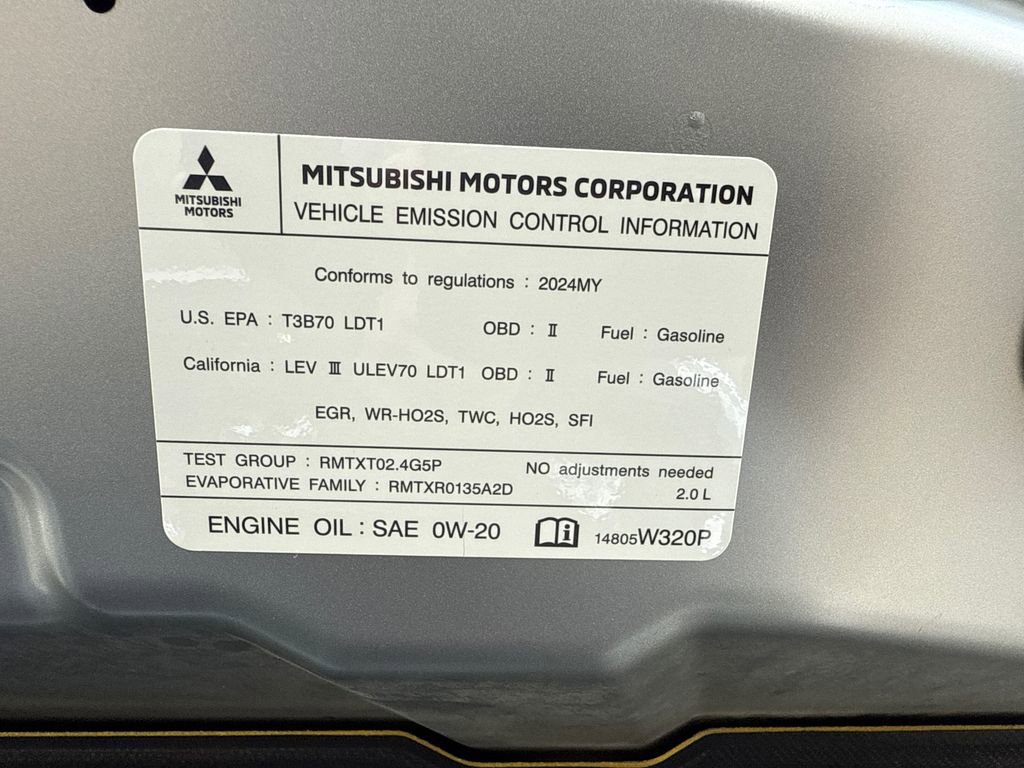 MITSUBISHI
MOTORS
MITSUBISHI MOTORS CORPORATION
VEHICLE EMISSION CONTROL INFORMATION
Conforms to regulations : 2024MY
U.S. EPA : T3B70 LDT1 OBD : Ⅱ Fuel : Gasoline
California : LEV Ⅲ ULEV70 LDT1 OBD : Ⅱ Fuel : Gasoline
EGR, WR-HO2S, TWC, HO2S, SFI
TEST GROUP : RMTXT02.4G5P NO adjustments needed
EVAPORATIVE FAMILY : RMTXR0135A2D 2.0 L
ENGINE OIL : SAE 0W-20 i 14805W320P